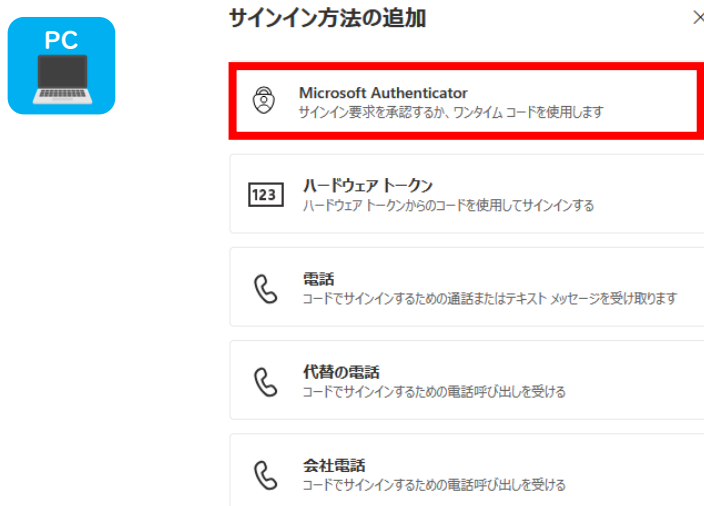 PC
サインイン方法の追加
Microsoft Authenticator
サインイン要求を承認するか、ワンタイム コードを使用します
123
ハードウェア トークン
ハードウェア トークンからのコードを使用してサインインする
電話
コードでサインインするための通話またはテキスト メッセージを受け取ります
代替の電話
コードでサインインするための電話呼び出しを受ける
会社電話
コードでサインインするための電話呼び出しを受ける